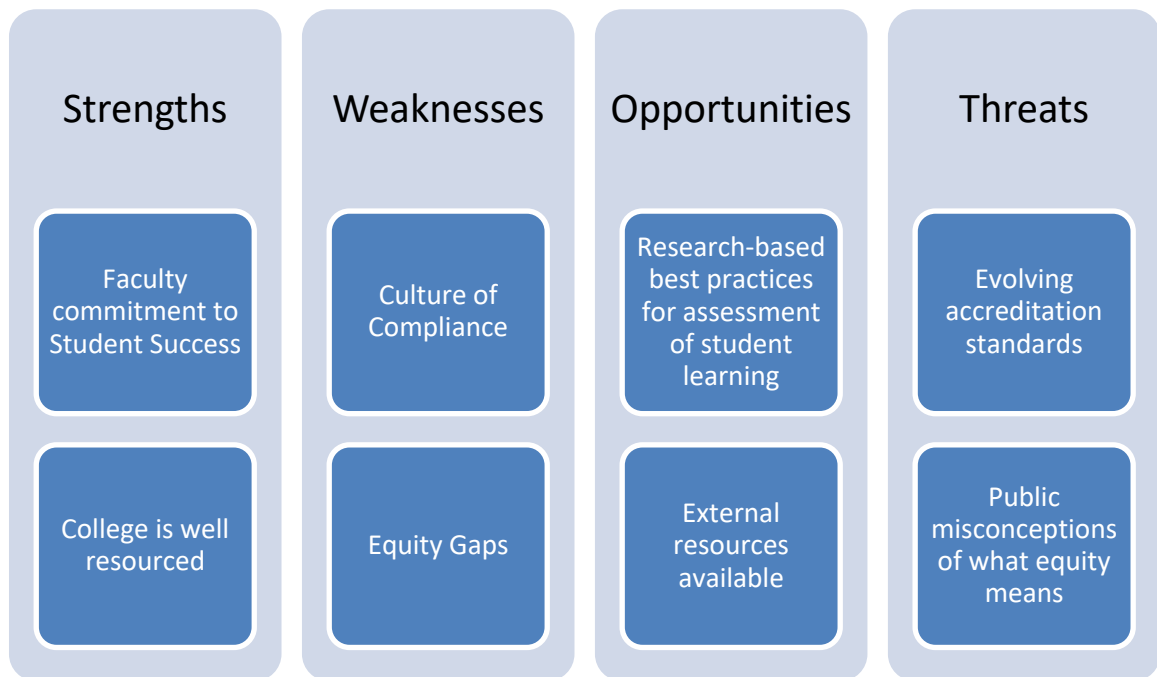 Strengths
Faculty
commitment to
Student Success
College is well
resourced
Weaknesses
Culture of
Compliance
Equity Gaps
Opportunities
Research-based
best practices
for assessment
of student
learning
External
resources
available
Threats
Evolving
accreditation
standards
Public
misconceptions
of what equity
means